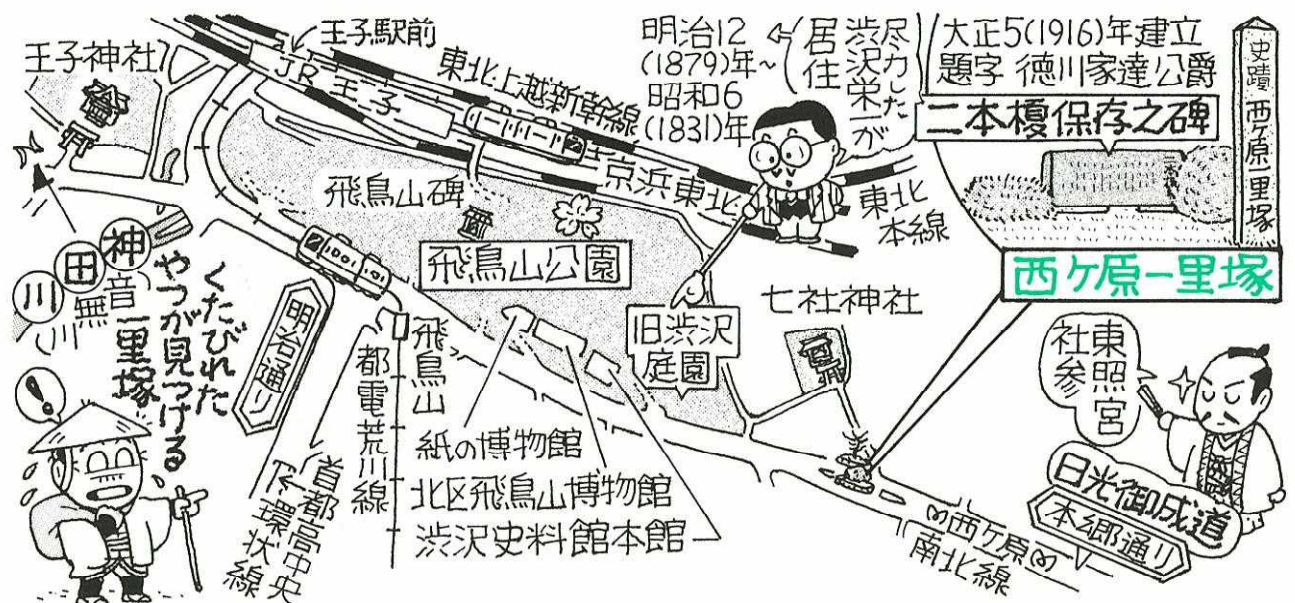 王子神社
王子駅前
JR王子
東北上越新幹線
京浜東北
東北
本線
明治12
(1879)年~
昭和6
(1831)年
尽力した
渋沢栄一が
居住
大正5(1916)年建立
題字 徳川家達公爵
二本榎保存之碑
史蹟 西ヶ原一里塚
西ケ原一里塚
飛鳥山碑
飛鳥山公園
旧渋沢
庭園
七社神社
東照宮
社参
日光御成道
本郷通り
西ケ原
南北線
神田川
音無川
くたびれた
やつが見つける
一里塚
!
明治通り
飛鳥山
都電荒川線
首都高中央
環状線
紙の博物館
北区飛鳥山博物館
渋沢史料館本館